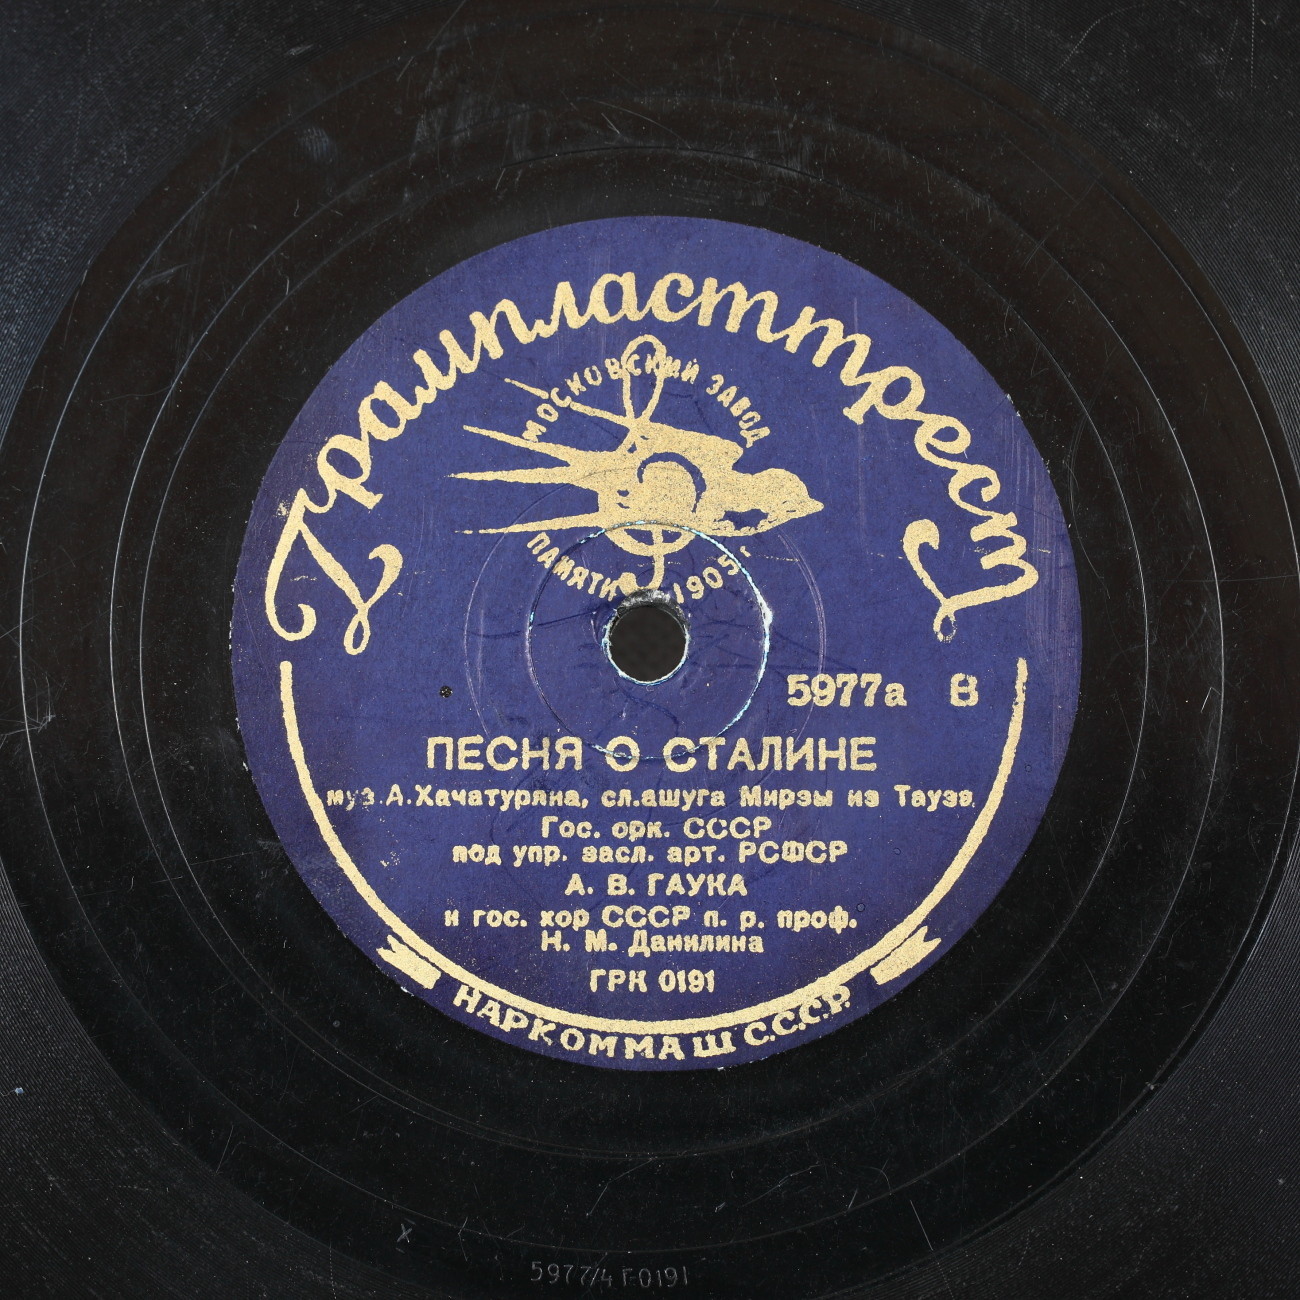 Грампласттрест
МОСКОВСКИЙ ЗАВОД
ПАМЯТИ 1905 г.
5977а В
ПЕСНЯ О СТАЛИНЕ
муз. А. Хачатуряна, сл. ашуга Мирзы из Тауза
Гос. орк. СССР
под упр. засл. арт. РСФСР
А. В. ГАУКА
и гос. хор СССР п. р. проф.
Н. М. Данилина
ГРК 0191
НАРКОММАШ С.С.С.Р.
X
5977/4 Г-0191